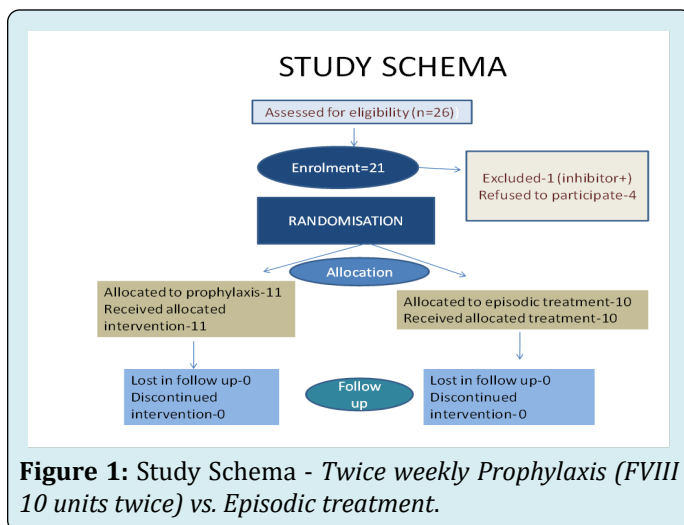 STUDY SCHEMA
Assessed for eligibility (n=26)
Enrolment=21
Excluded-1 (inhibitor+)
Refused to participate-4
RANDOMISATION
Allocation
Allocated to prophylaxis-11
Received allocated
intervention-11
Allocated to episodic treatment-10
Received allocated treatment-10
Lost in follow up-0
Discontinued
intervention-0
Follow
up
Lost in follow up-0
Discontinued
intervention-0
Figure 1: Study Schema - Twice weekly Prophylaxis (FVIII
10 units twice) vs. Episodic treatment.